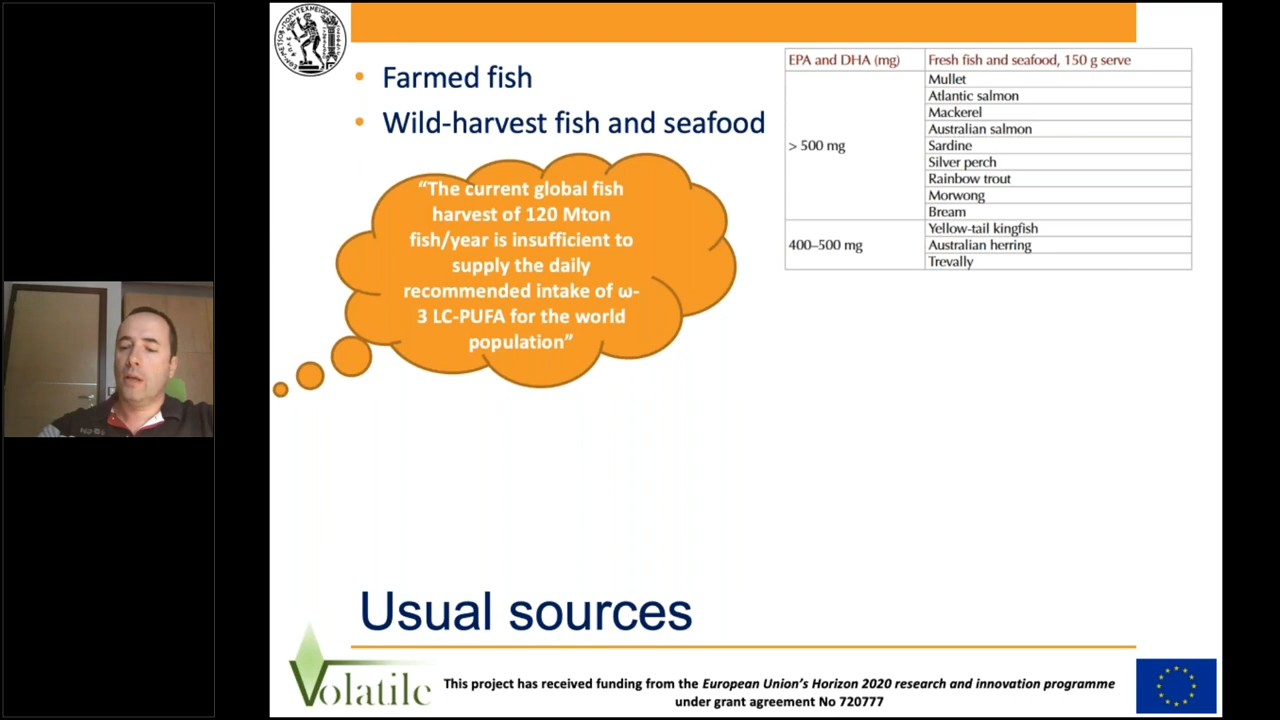 • Farmed fish
• Wild-harvest fish and seafood
“The current global fish
harvest of 120 Mton
fish/year is insufficient to
supply the daily
recommended intake of ω-
3 LC-PUFA for the world
population”
EPA and DHA (mg) Fresh fish and seafood, 150 g serve
> 500 mg
Mullet
Atlantic salmon
Mackerel
Australian salmon
Sardine
Silver perch
Rainbow trout
Morwong
Bream
400–500 mg
Yellow-tail kingfish
Australian herring
Trevally
Usual sources
Volatile
This project has received funding from the European Union’s Horizon 2020 research and innovation programme
under grant agreement No 720777